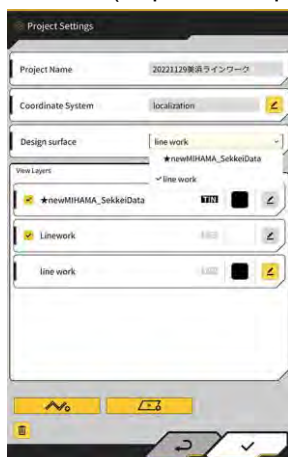 Project Settings
Project Name
20221129美浜ラインワーク
Coordinate System
localization
Design surface
line work
★newMIHAMA_SekkeiData
✓line work
View Layers
★newMIHAMA_SekkeiData
TIN
Linework
line work